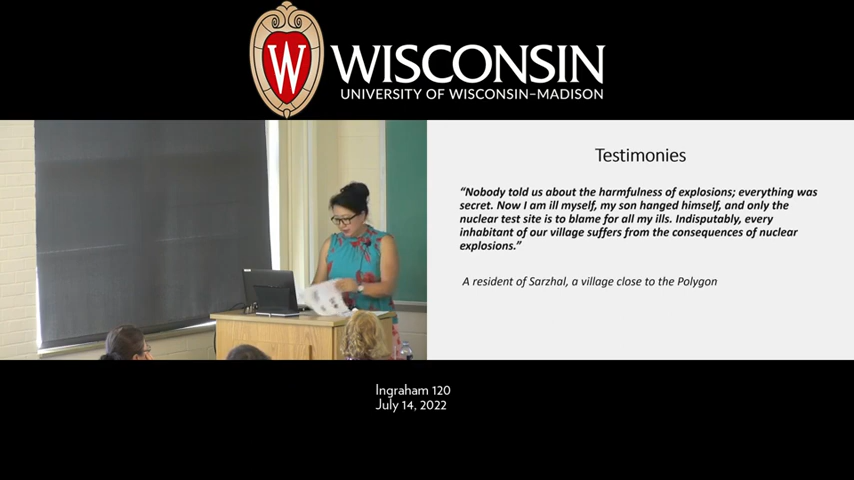 W
WISCONSIN
UNIVERSITY OF WISCONSIN–MADISON
Testimonies
“Nobody told us about the harmfulness of explosions; everything was
secret. Now I am ill myself, my son hanged himself, and only the
nuclear test site is to blame for all my ills. Indisputably, every
inhabitant of our village suffers from the consequences of nuclear
explosions.”
A resident of Sarzhal, a village close to the Polygon
Ingraham 120
July 14, 2022